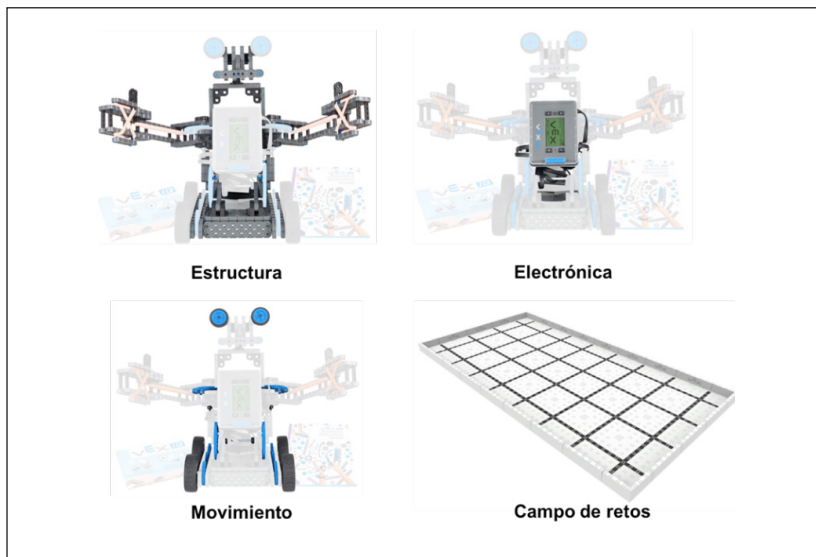 Estructura
Electrónica
Movimiento
Campo de retos